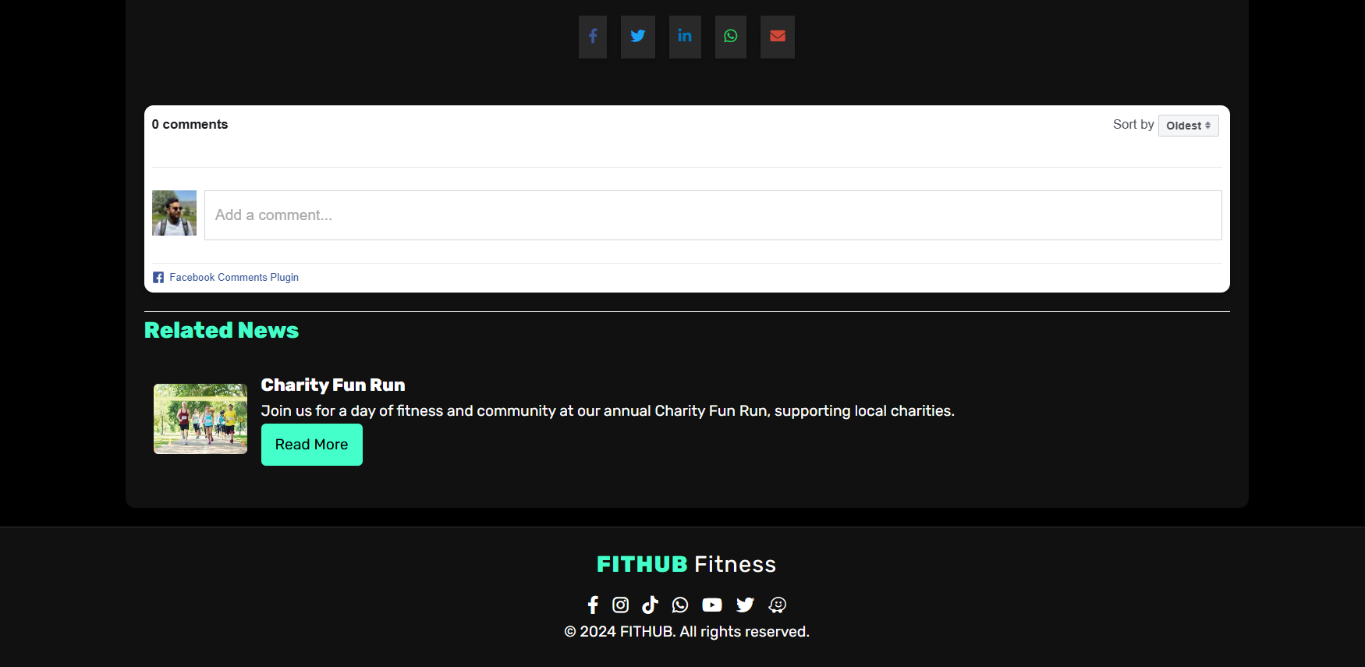 0 comments
Sort by Oldest
Add a comment...
Facebook Comments Plugin
Related News
Charity Fun Run
Join us for a day of fitness and community at our annual Charity Fun Run, supporting local charities.
Read More
FITHUB Fitness
© 2024 FITHUB. All rights reserved.